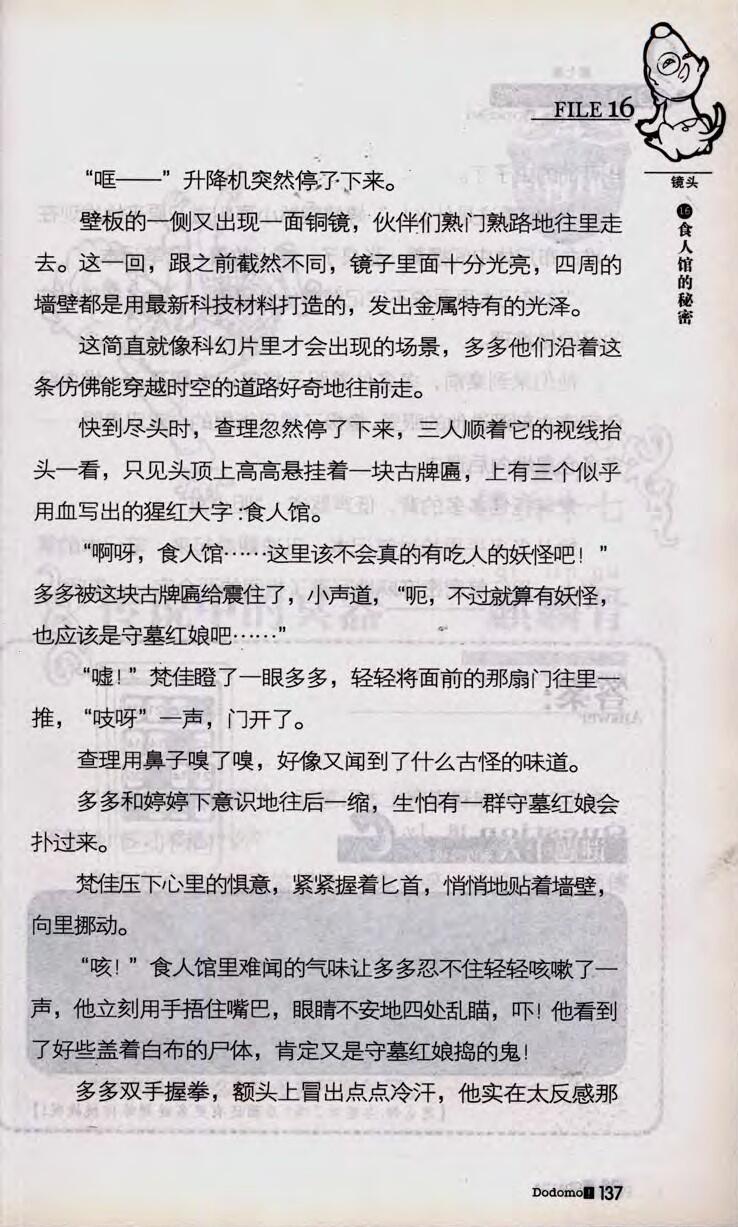 FILE 16
镜头
⓰食人馆的秘密
“哐——”升降机突然停了下来。
壁板的一侧又出现一面铜镜，伙伴们熟门熟路地往里走
去。这一回，跟之前截然不同，镜子里面十分光亮，四周的
墙壁都是用最新科技材料打造的，发出金属特有的光泽。
这简直就像科幻片里才会出现的场景，多多他们沿着这
条仿佛能穿越时空的道路好奇地往前走。
快到尽头时，查理忽然停了下来，三人顺着它的视线抬
头一看，只见头顶上高高悬挂着一块古牌匾，上有三个似乎
用血写出的猩红大字:食人馆。
“啊呀，食人馆……这里该不会真的有吃人的妖怪吧！”
多多被这块古牌匾给震住了，小声道，“呃，不过就算有妖怪，
也应该是守墓红娘吧……”
“嘘！”梵佳瞪了一眼多多，轻轻将面前的那扇门往里一
推，“吱呀”一声，门开了。
查理用鼻子嗅了嗅，好像又闻到了什么古怪的味道。
多多和婷婷下意识地往后一缩，生怕有一群守墓红娘会
扑过来。
梵佳压下心里的惧意，紧紧握着匕首，悄悄地贴着墙壁，
向里挪动。
“咳！”食人馆里难闻的气味让多多忍不住轻轻咳嗽了一
声，他立刻用手捂住嘴巴，眼睛不安地四处乱瞄，吓！他看到
了好些盖着白布的尸体，肯定又是守墓红娘捣的鬼！
多多双手握拳，额头上冒出点点冷汗，他实在太反感那
Dodomo! 137